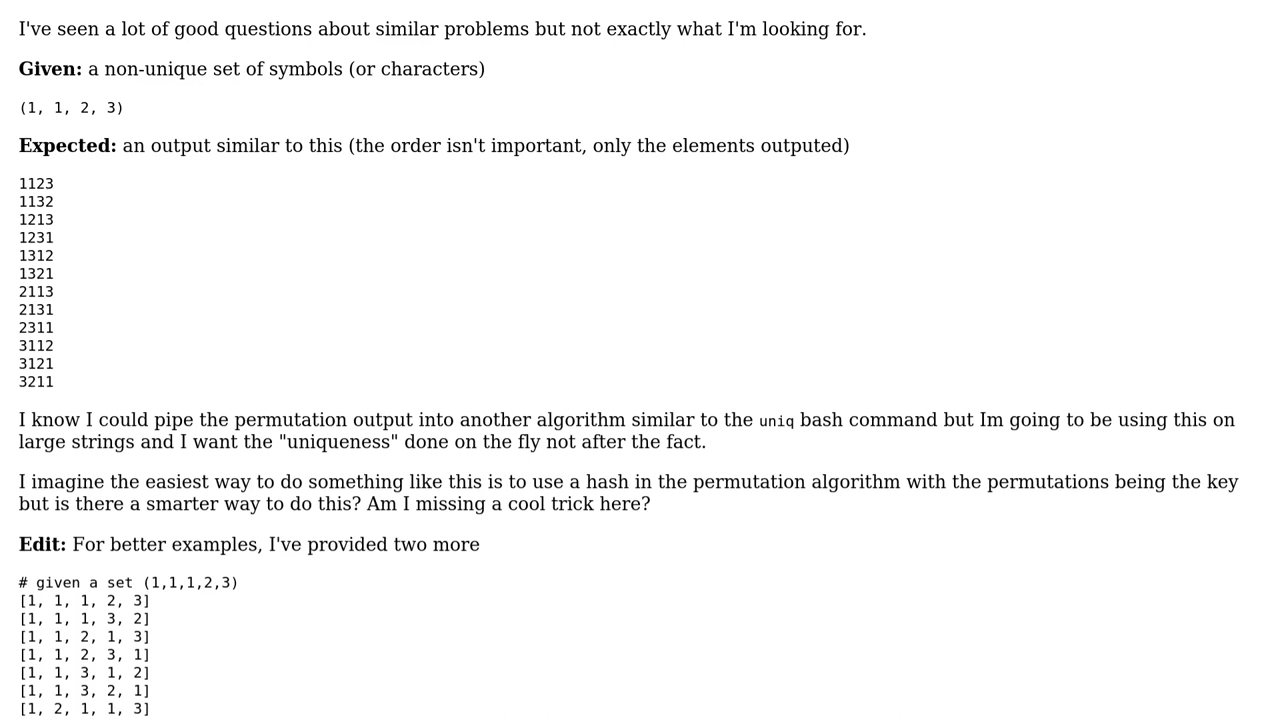 I've seen a lot of good questions about similar problems but not exactly what I'm looking for.
Given: a non-unique set of symbols (or characters)
(1, 1, 2, 3)
Expected: an output similar to this (the order isn't important, only the elements outputed)
1123
1132
1213
1231
1312
1321
2113
2131
2311
3112
3121
3211
I know I could pipe the permutation output into another algorithm similar to the uniq bash command but Im going to be using this on
large strings and I want the "uniqueness" done on the fly not after the fact.
I imagine the easiest way to do something like this is to use a hash in the permutation algorithm with the permutations being the key
but is there a smarter way to do this? Am I missing a cool trick here?
Edit: For better examples, I've provided two more
# given a set (1,1,1,2,3)
[1, 1, 1, 2, 3]
[1, 1, 1, 3, 2]
[1, 1, 2, 1, 3]
[1, 1, 2, 3, 1]
[1, 1, 3, 1, 2]
[1, 1, 3, 2, 1]
[1, 2, 1, 1, 3]